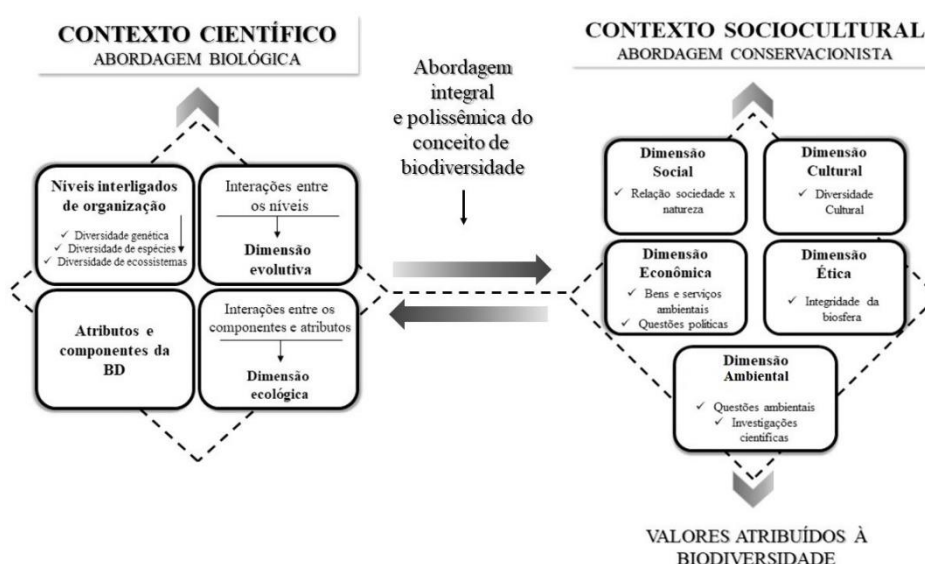 CONTEXTO CIENTÍFICO
ABORDAGEM BIOLÓGICA
Níveis interligados
de organização
✓ Diversidade genética
✓ Diversidade de espécies
✓ Diversidade de ecossistemas
Interações entre
os níveis
Dimensão
evolutiva
Atributos e
componentes da
BD
Interações entre
os componentes e atributos
Dimensão
ecológica
Abordagem
integral
e polissêmica do
conceito de
biodiversidade
CONTEXTO SOCIOCULTURAL
ABORDAGEM CONSERVACIONISTA
Dimensão
Social
✓ Relação sociedade x
natureza
Dimensão
Cultural
✓ Diversidade
Cultural
Dimensão
Econômica
✓ Bens e serviços
ambientais
✓ Questões políticas
Dimensão
Ética
✓ Integridade da
biosfera
Dimensão
Ambiental
✓ Questões ambientais
✓ Investigações
científicas
VALORES ATRIBUÍDOS À
BIODIVERSIDADE